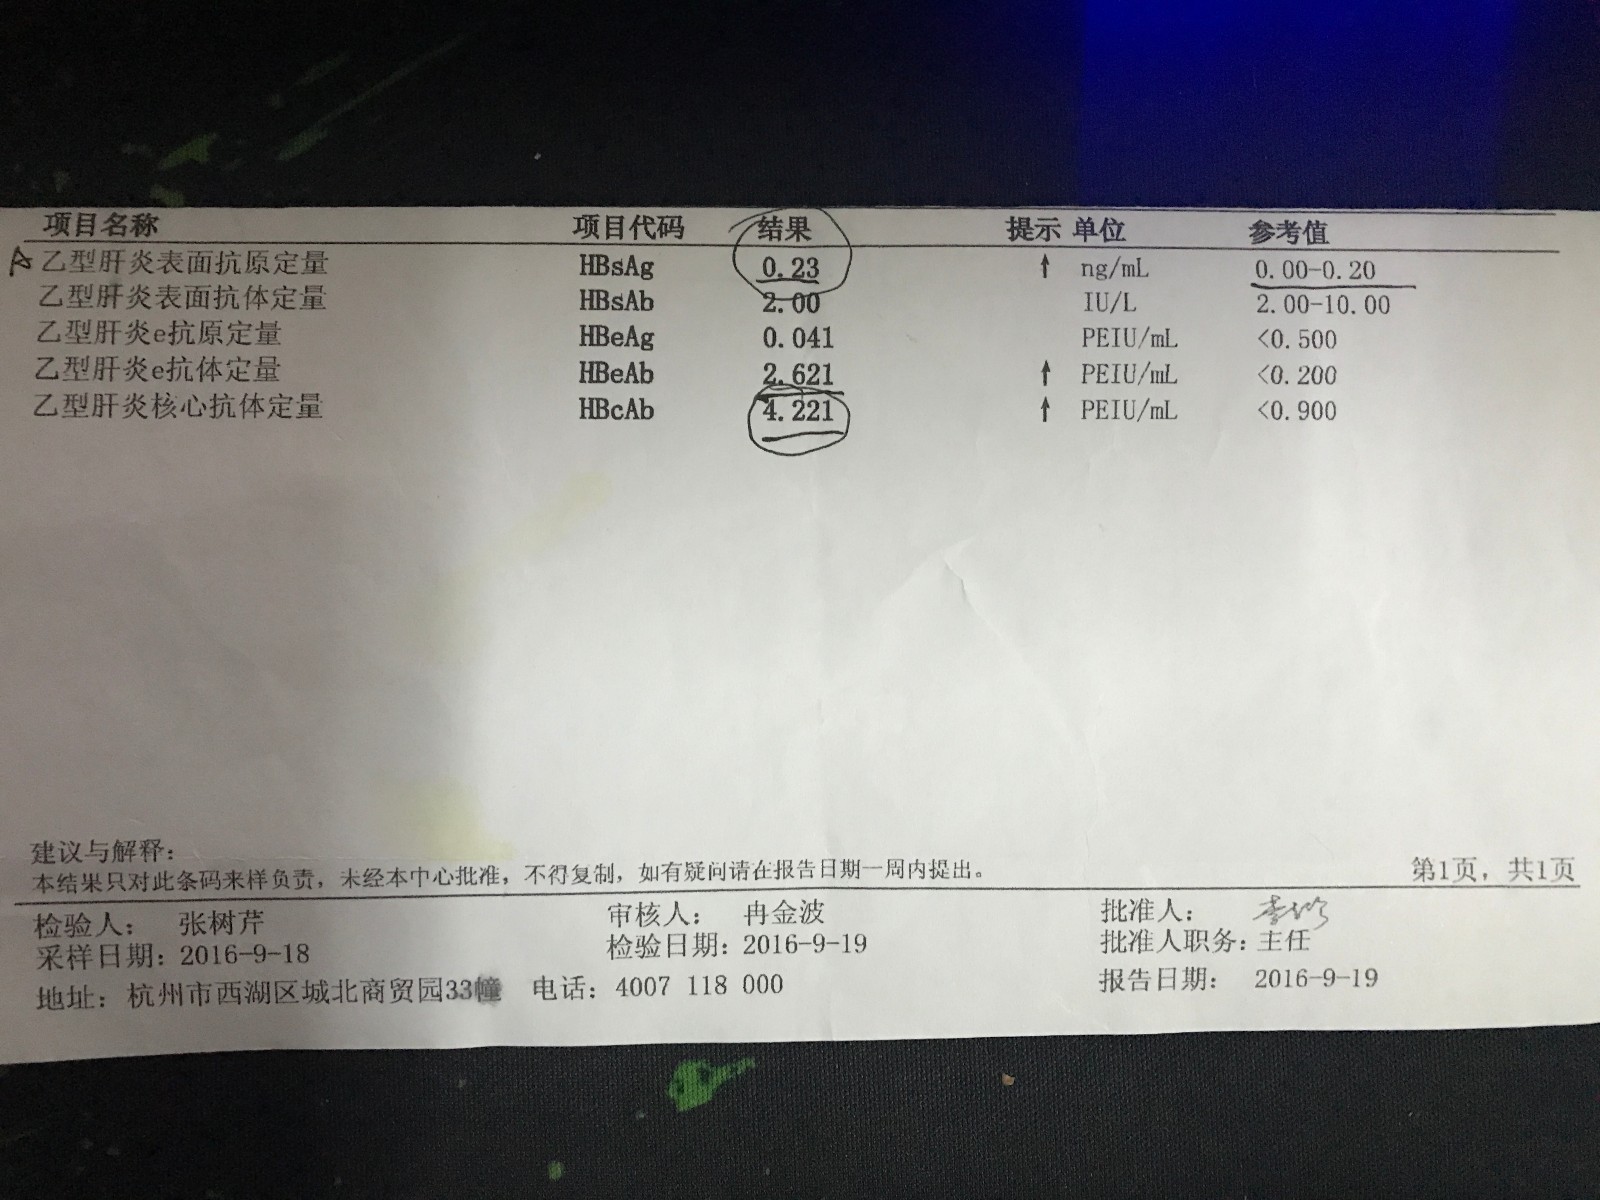 项目名称 项目代码 结果 提示 单位 参考值
乙型肝炎表面抗原定量 HBsAg 0.23 ↑ ng/mL 0.00-0.20
乙型肝炎表面抗体定量 HBsAb 2.00 IU/L 2.00-10.00
乙型肝炎e抗原定量 HBeAg 0.041 PEIU/mL <0.500
乙型肝炎e抗体定量 HBeAb 2.621 ↑ PEIU/mL <0.200
乙型肝炎核心抗体定量 HBcAb 4.221 ↑ PEIU/mL <0.900
建议与解释：
本结果只对此条码来样负责，未经本中心批准，不得复制，如有疑问请在报告日期一周内提出。 第1页，共1页
检验人： 张树芹 审核人： 冉金波 批准人：
采样日期：2016-9-18 检验日期：2016-9-19 批准人职务：主任
地址：杭州市西湖区城北商贸园33幢 电话：4007 118 000 报告日期： 2016-9-19